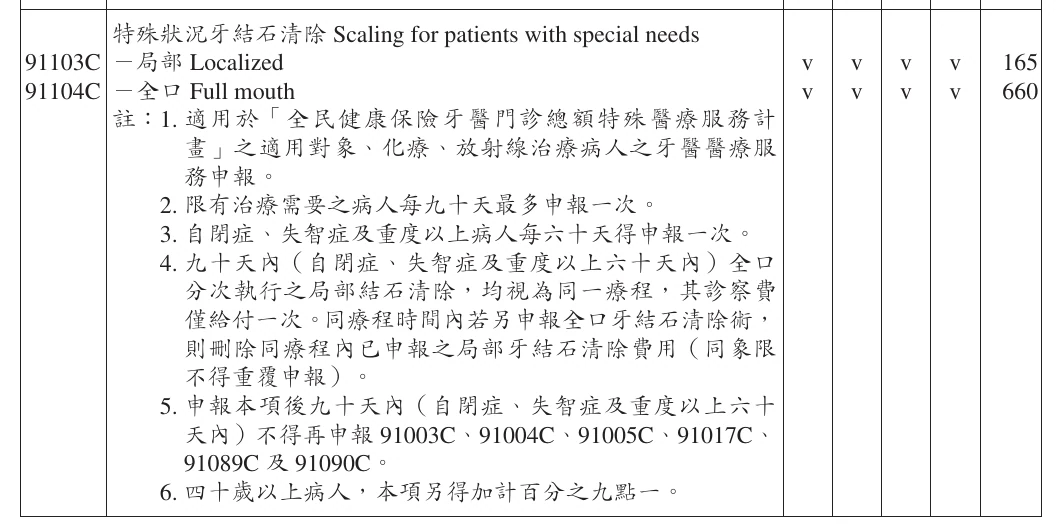 特殊狀況牙結石清除 Scaling for patients with special needs
91103C －局部 Localized v v v v 165
91104C －全口 Full mouth v v v v 660
註：1. 適用於「全民健康保險牙醫門診總額特殊醫療服務計
畫」之適用對象、化療、放射線治療病人之牙醫醫療服
務申報。
2. 限有治療需要之病人每九十天最多申報一次。
3. 自閉症、失智症及重度以上病人每六十天得申報一次。
4. 九十天內（自閉症、失智症及重度以上六十天內）全口
分次執行之局部結石清除，均視為同一療程，其診察費
僅給付一次。同療程時間內若另申報全口牙結石清除術，
則刪除同療程內已申報之局部牙結石清除費用（同象限
不得重覆申報）。
5. 申報本項後九十天內（自閉症、失智症及重度以上六十
天內）不得再申報 91003C、91004C、91005C、91017C、
91089C 及 91090C。
6. 四十歲以上病人，本項另得加計百分之九點一。